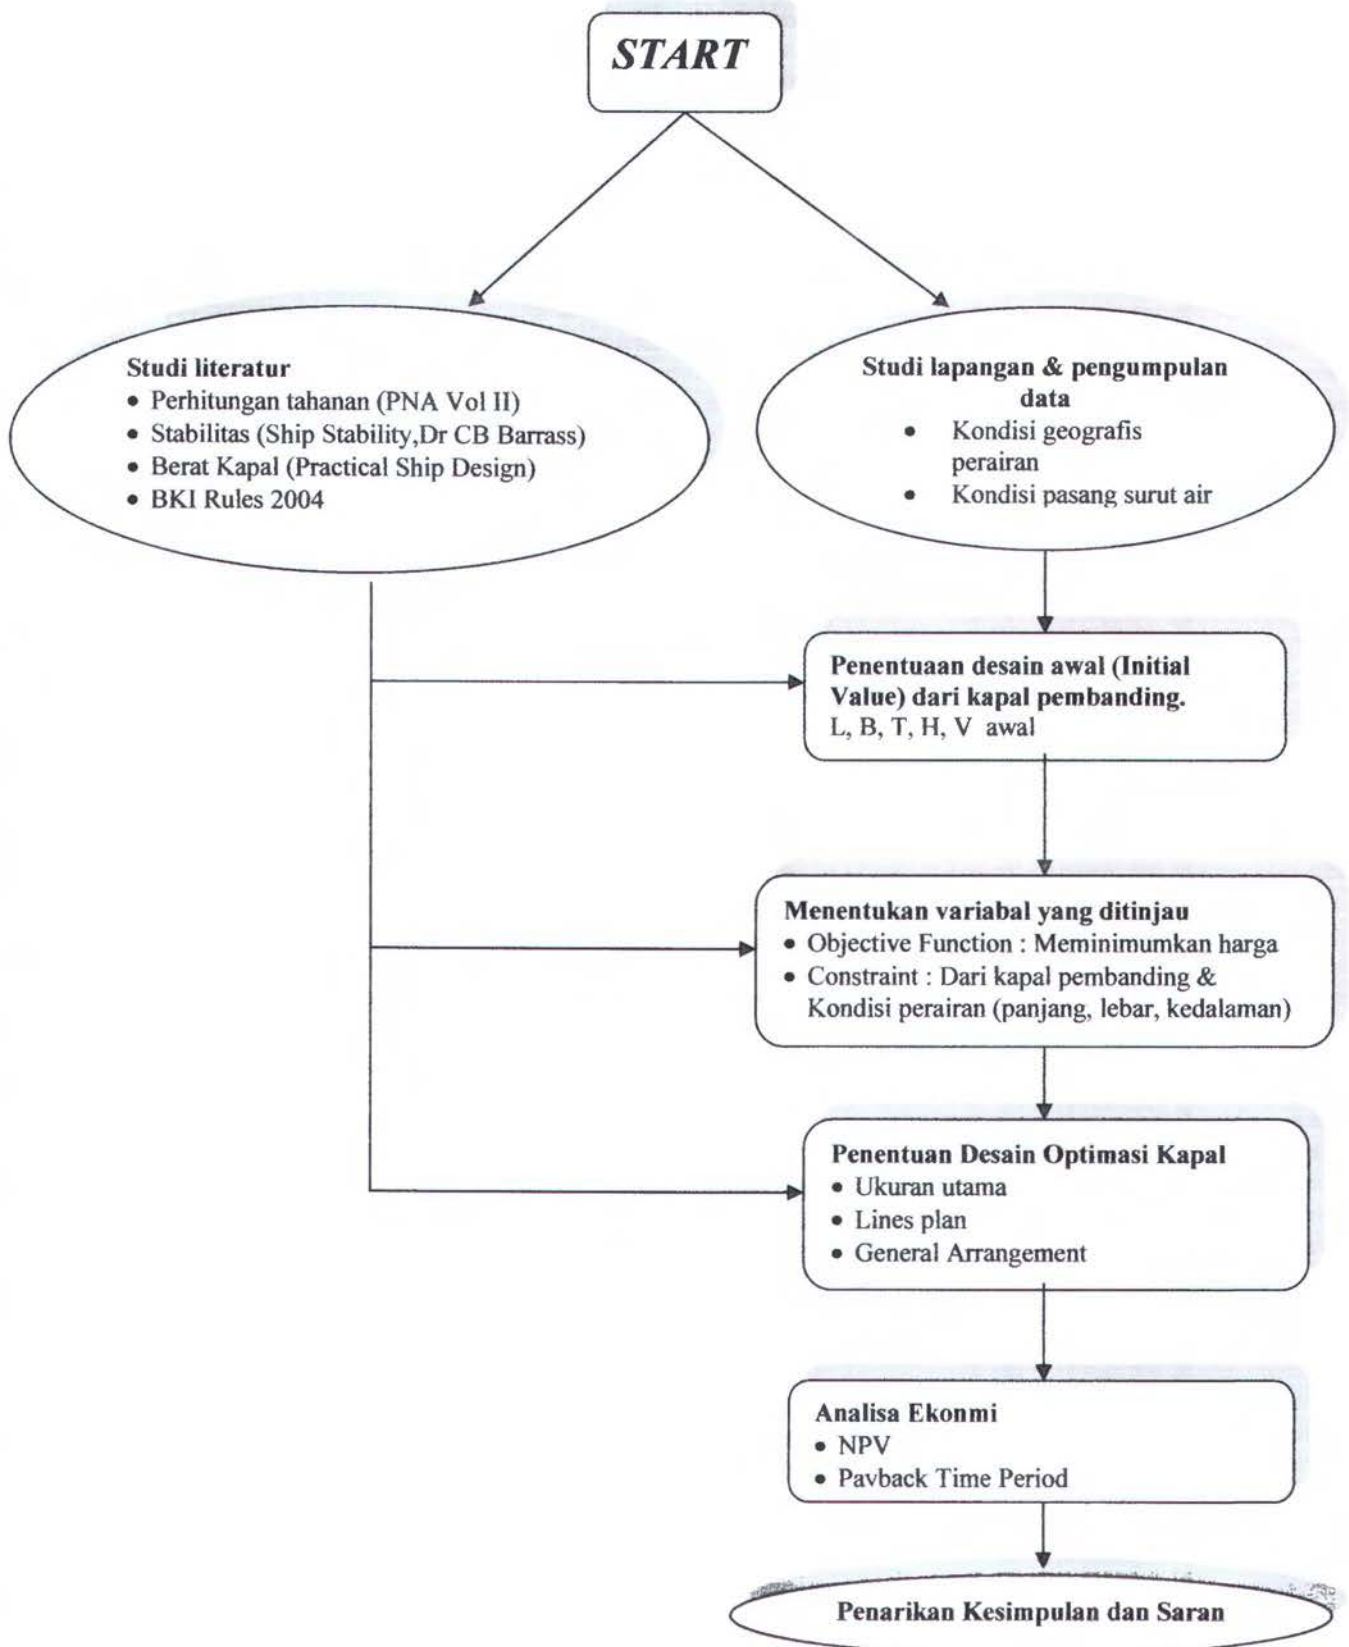 START
Studi literatur
• Perhitungan tahanan (PNA Vol II)
• Stabilitas (Ship Stability,Dr CB Barrass)
• Berat Kapal (Practical Ship Design)
• BKI Rules 2004
Studi lapangan & pengumpulan
data
• Kondisi geografis
perairan
• Kondisi pasang surut air
Penentuaan desain awal (Initial
Value) dari kapal pembanding.
L, B, T, H, V awal
Menentukan variabal yang ditinjau
• Objective Function : Meminimumkan harga
• Constraint : Dari kapal pembanding &
Kondisi perairan (panjang, lebar, kedalaman)
Penentuan Desain Optimasi Kapal
• Ukuran utama
• Lines plan
• General Arrangement
Analisa Ekonmi
• NPV
• Payback Time Period
Penarikan Kesimpulan dan Saran